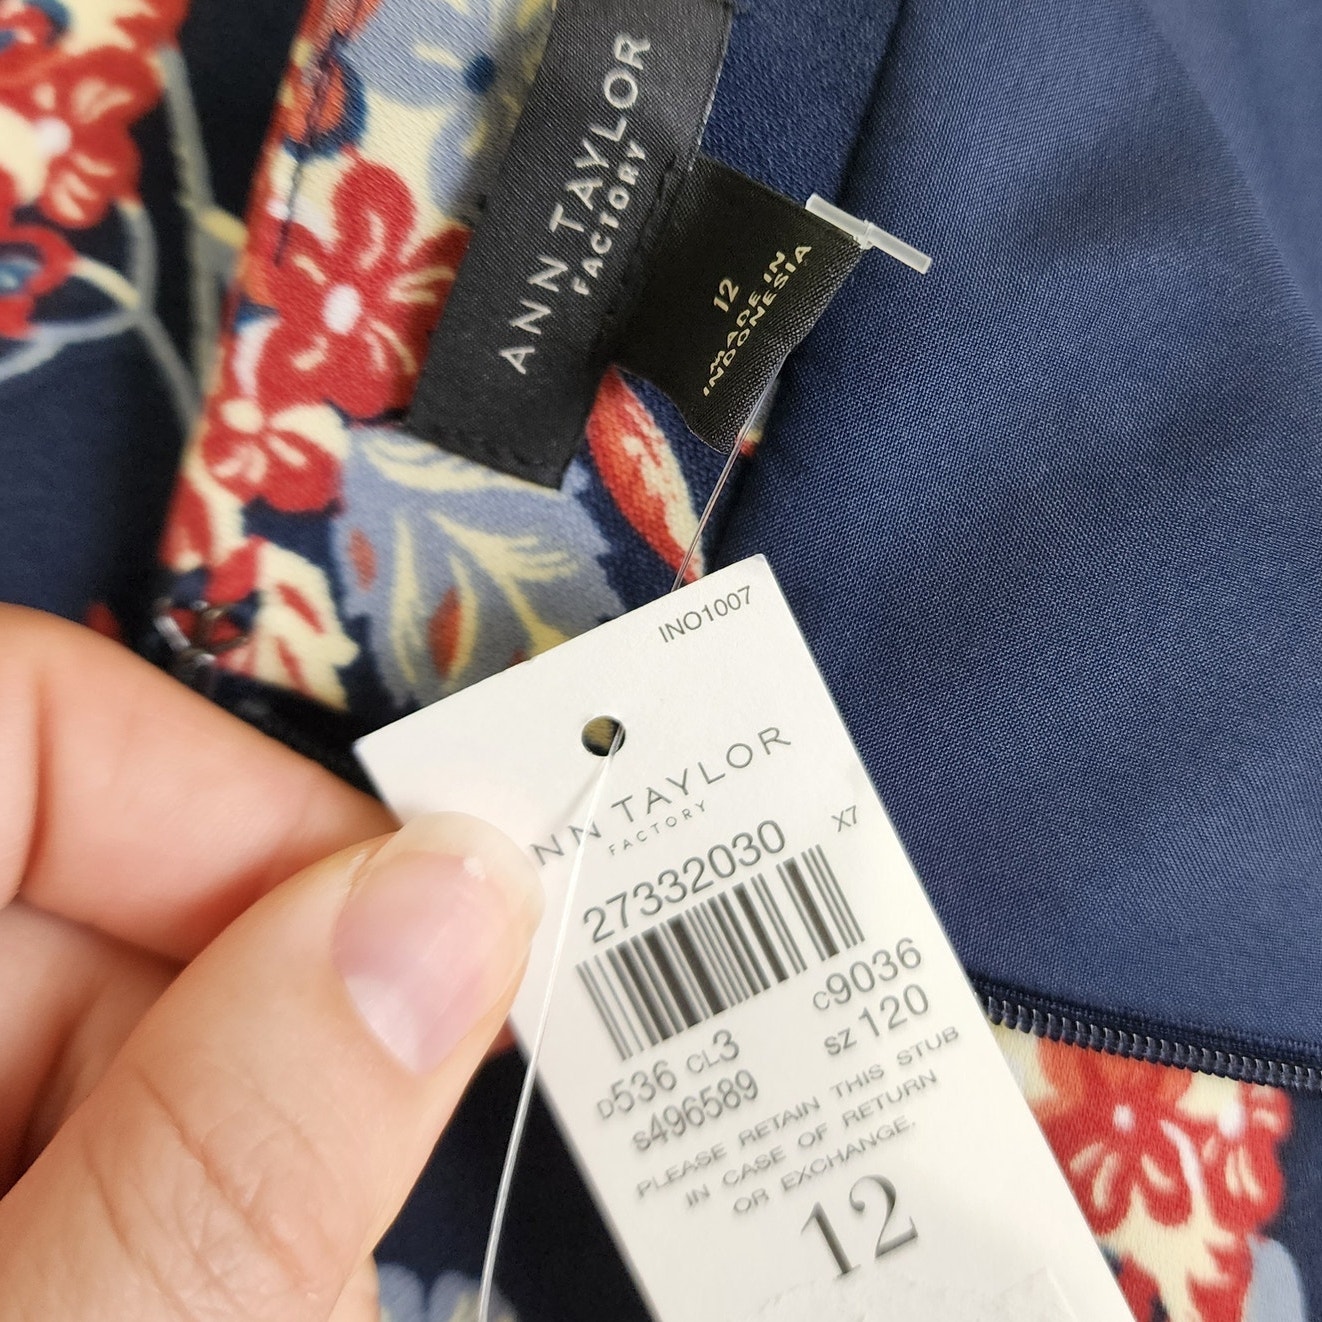 ANN TAYLOR
FACTORY
12
MADE IN
INDONESIA
INO1007
NN TAYLOR
FACTORY
27332030
X7
D536 CL3
C9036
S496589
SZ 120
PLEASE RETAIN THIS STUB
IN CASE OF RETURN
OR EXCHANGE.
12